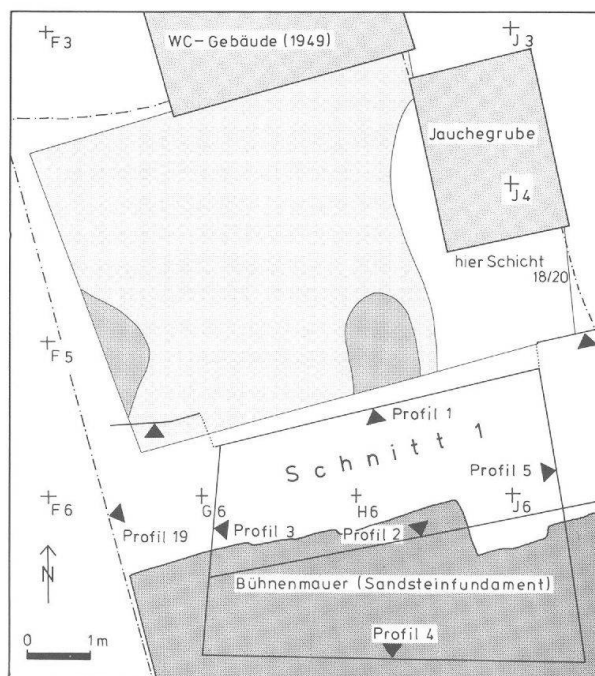 F3
WC-Gebäude (1949)
J3
Jauchegrube
J4
hier Schicht
18/20
F5
Profil 1
Schnitt 1
Profil 5
F6
G6
H6
J6
Profil 19
Profil 3
Profil 2
N
Bühnenmauer (Sandsteinfundament)
0
1m
Profil 4